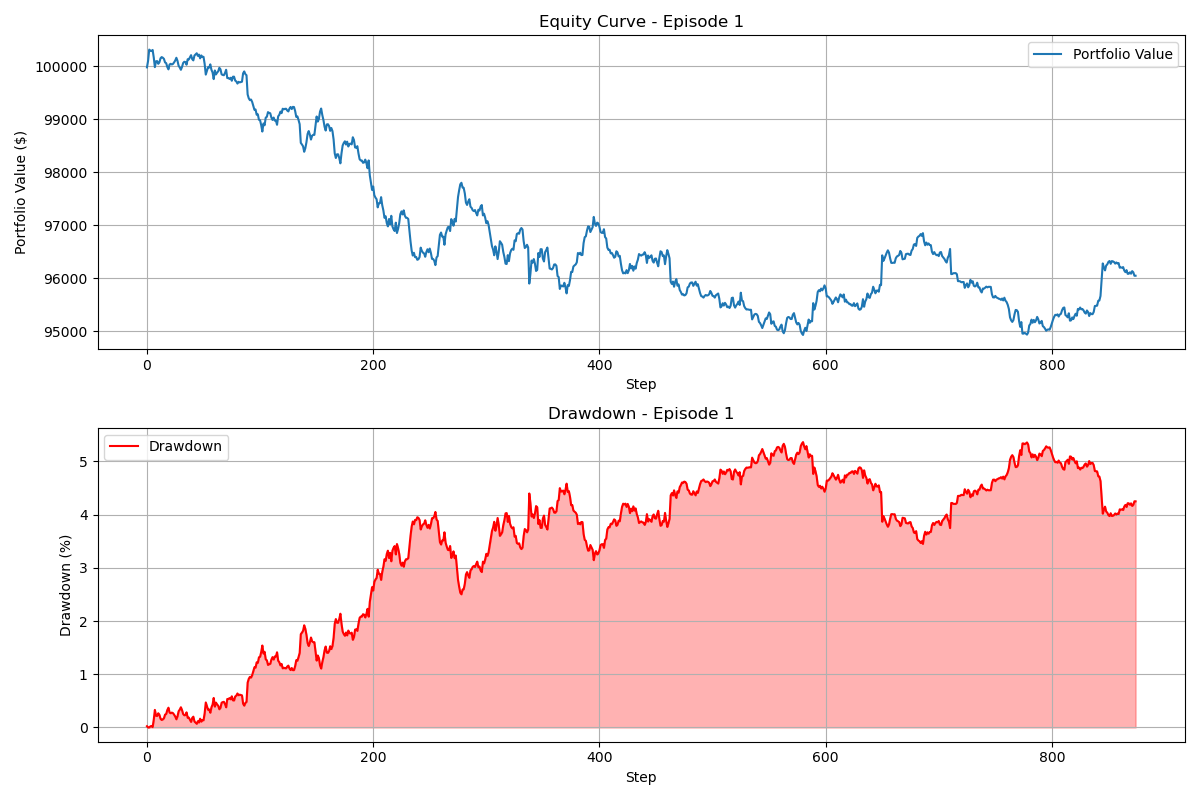 Equity Curve - Episode 1
Portfolio Value ($)
100000
99000
98000
97000
96000
95000
Portfolio Value
0
200
400
600
800
Step
Drawdown - Episode 1
Drawdown (%)
5
4
3
2
1
0
Drawdown
0
200
400
600
800
Step